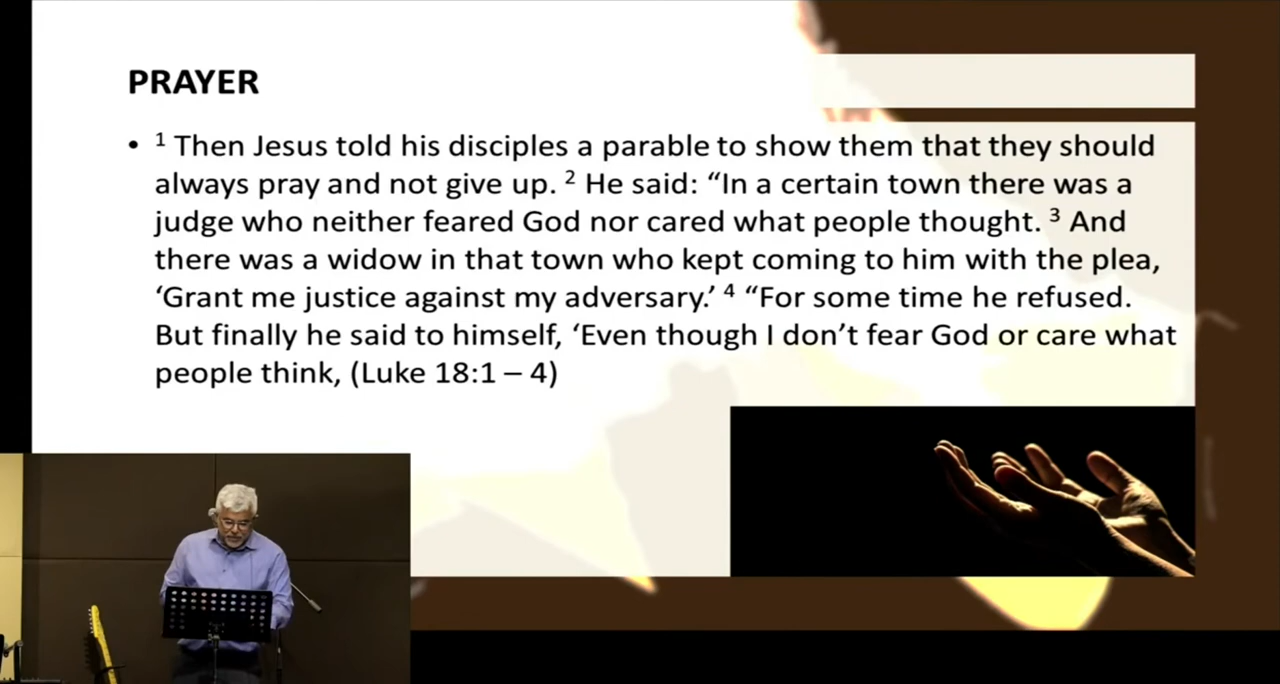 PRAYER
• ¹ Then Jesus told his disciples a parable to show them that they should
always pray and not give up. ² He said: “In a certain town there was a
judge who neither feared God nor cared what people thought. ³ And
there was a widow in that town who kept coming to him with the plea,
‘Grant me justice against my adversary.’ ⁴ “For some time he refused.
But finally he said to himself, ‘Even though I don’t fear God or care what
people think, (Luke 18:1 – 4)